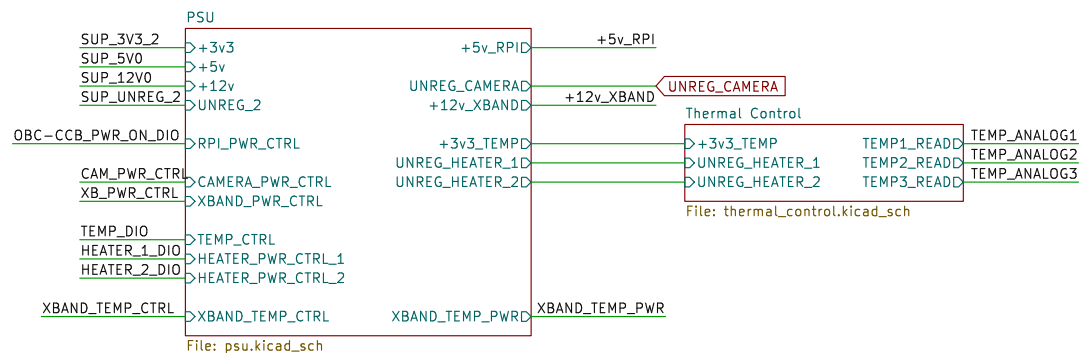 PSU
SUP_3V3_2 +3v3 +5v_RPI +5v_RPI
SUP_5V0 +5v
SUP_12V0 +12v UNREG_CAMERA UNREG_CAMERA
SUP_UNREG_2 UNREG_2 +12v_XBAND +12v_XBAND
Thermal Control
OBC-CCB_PWR_ON_DIO RPI_PWR_CTRL +3v3_TEMP +3v3_TEMP TEMP1_READ TEMP_ANALOG1
UNREG_HEATER_1 UNREG_HEATER_1 TEMP2_READ TEMP_ANALOG2
CAM_PWR_CTRL CAMERA_PWR_CTRL UNREG_HEATER_2 UNREG_HEATER_2 TEMP3_READ TEMP_ANALOG3
XB_PWR_CTRL XBAND_PWR_CTRL
File: thermal_control.kicad_sch
TEMP_DIO TEMP_CTRL
HEATER_1_DIO HEATER_PWR_CTRL_1
HEATER_2_DIO HEATER_PWR_CTRL_2
XBAND_TEMP_CTRL XBAND_TEMP_CTRL XBAND_TEMP_PWR XBAND_TEMP_PWR
File: psu.kicad_sch